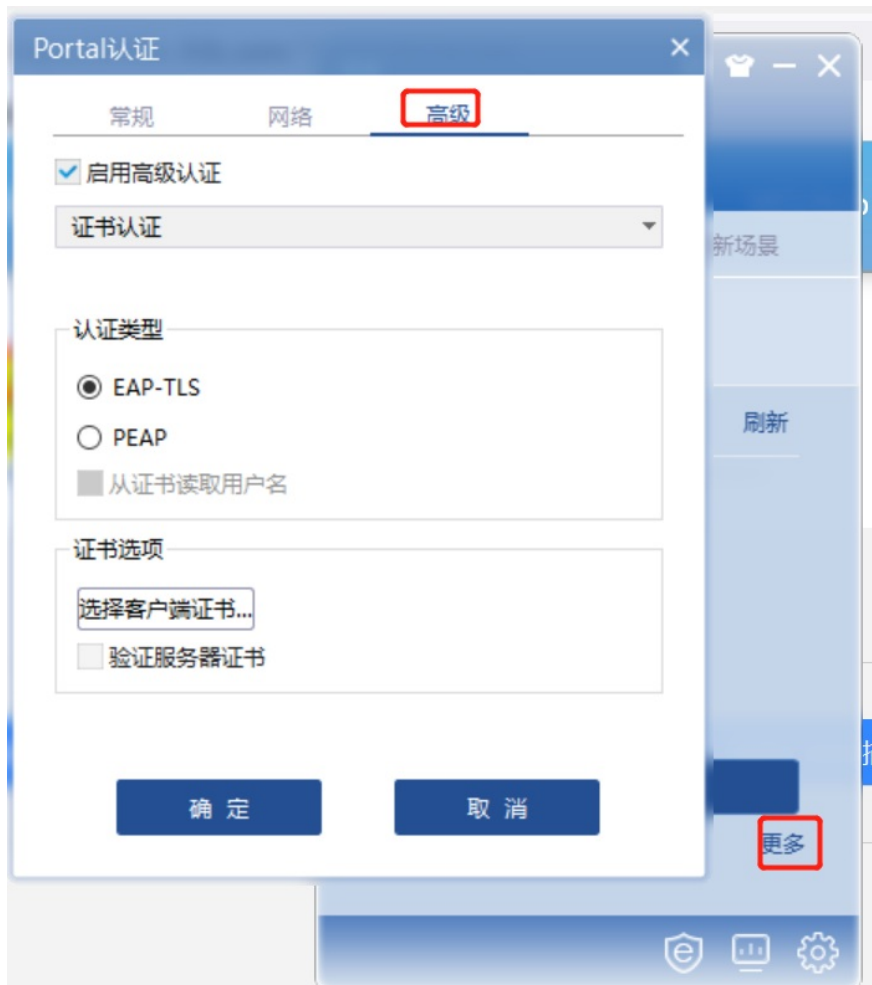 Portal认证
常规 网络 高级
启用高级认证
证书认证
新场景
认证类型
EAP-TLS
刷新
PEAP
从证书读取用户名
证书选项
选择客户端证书...
验证服务器证书
确 定 取 消
更多